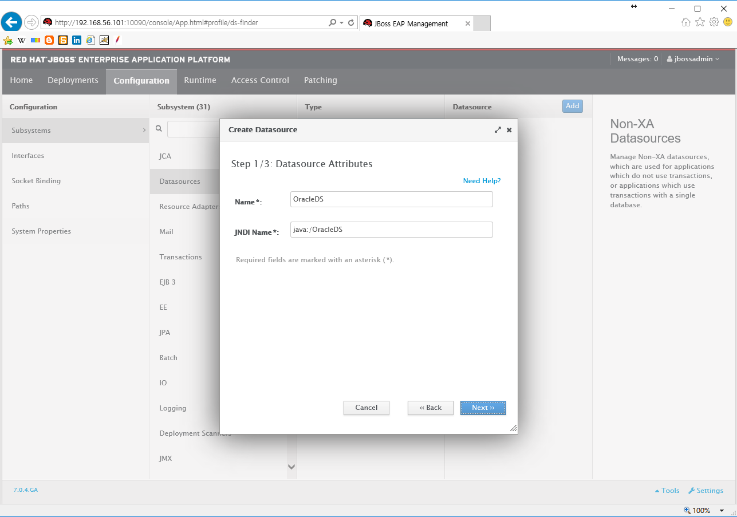 http://192.168.56.101:10090/console/App.html#profile/ds-finder
JBoss EAP Management
RED HAT JBOSS ENTERPRISE APPLICATION PLATFORM
Messages: 0
jbossadmin
Home
Deployments
Configuration
Runtime
Access Control
Patching
Configuration
Subsystem (31)
Type
Datasource
Add
Subsystems
Interfaces
Socket Binding
Paths
System Properties
JCA
Datasources
Resource Adapter
Mail
Transactions
EJB 3
EE
JPA
Batch
IO
Logging
Deployment Scanners
JMX
Create Datasource
Step 1/3: Datasource Attributes
Need Help?
Name*: OracleDS
JNDI Name*: java:/OracleDS
Required fields are marked with an asterisk (*).
Cancel
‹‹ Back
Next ››
Non-XA
Datasources
Manage Non-XA datasources,
which are used for applications
which do not use transactions,
or applications which use
transactions with a single
database.
7.0.4.GA
Tools
Settings
100%